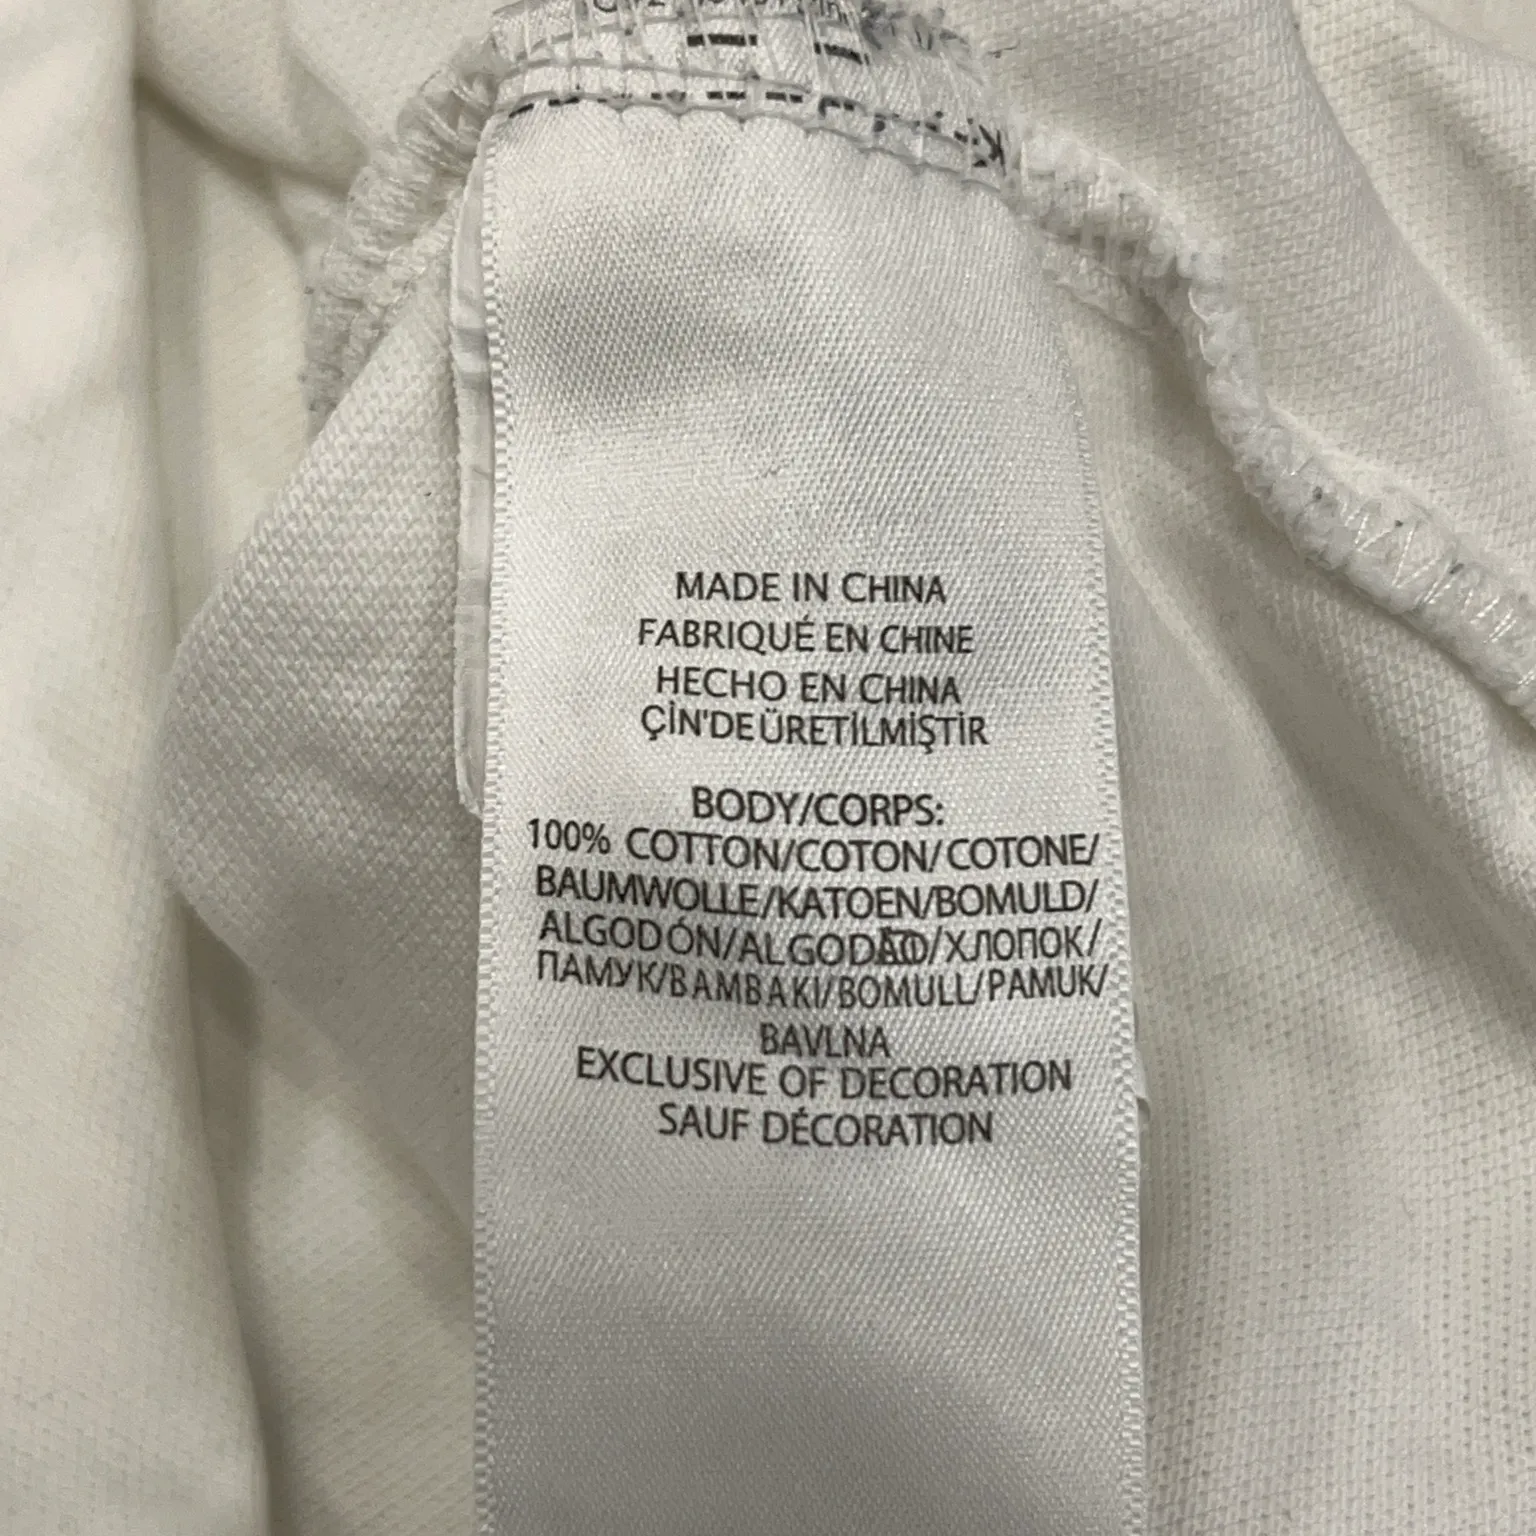 MADE IN CHINA
FABRIQUÉ EN CHINE
HECHO EN CHINA
ÇİN'DE ÜRETİLMİŞTİR
BODY/CORPS:
100% COTTON/COTON/COTONE/
BAUMWOLLE/KATOEN/BOMULD/
ALGODÓN/ALGODÃO/ХЛОПОК/
ПАМУК/BAMBAKI/BOMULL/PAMUK/
BAVLNA
EXCLUSIVE OF DECORATION
SAUF DÉCORATION